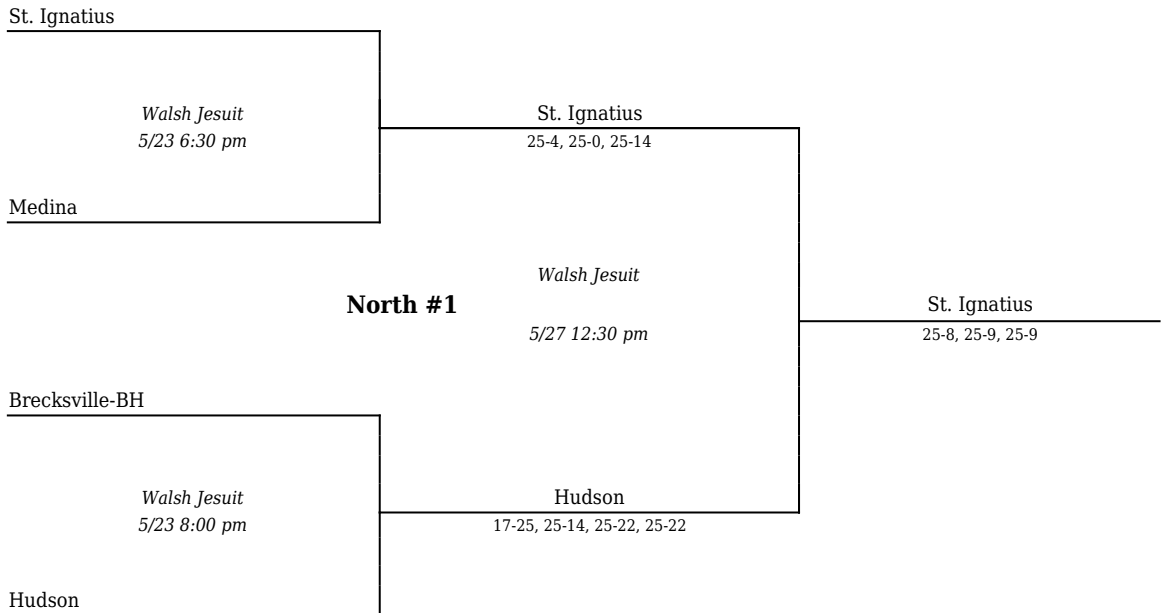 St. Ignatius
Walsh Jesuit
5/23 6:30 pm
St. Ignatius
25-4, 25-0, 25-14
Medina
Walsh Jesuit
North #1
5/27 12:30 pm
St. Ignatius
25-8, 25-9, 25-9
Brecksville-BH
Walsh Jesuit
5/23 8:00 pm
Hudson
17-25, 25-14, 25-22, 25-22
Hudson